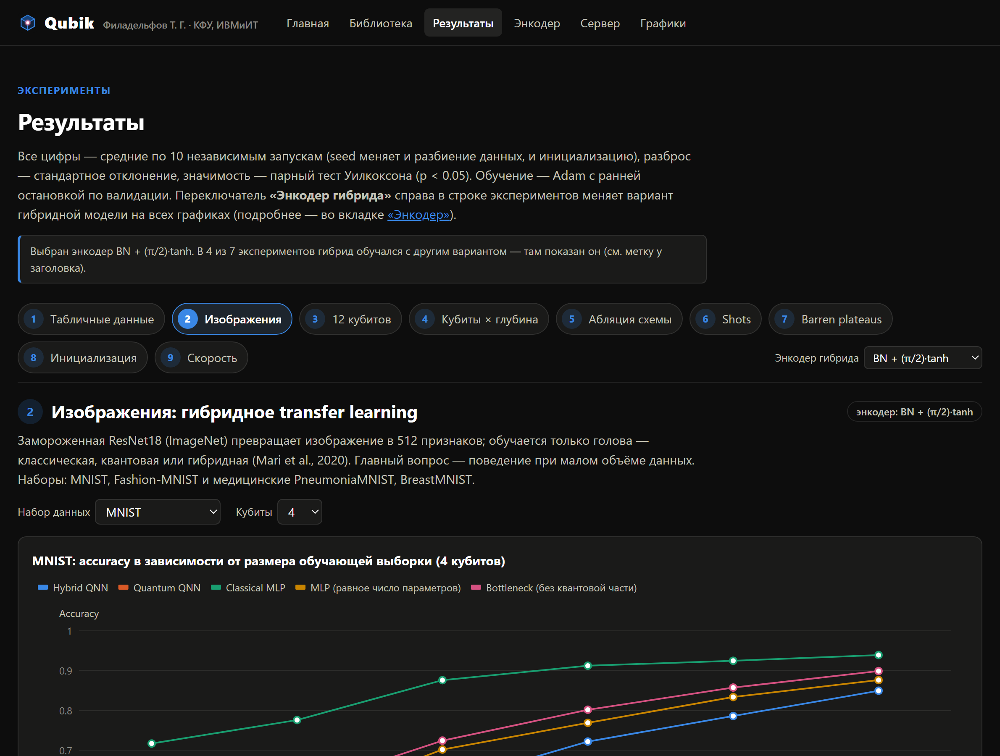 Qubik Филадельфов Т. Г. · КФУ, ИВМиИТ Главная Библиотека Результаты Энкодер Сервер Графики
ЭКСПЕРИМЕНТЫ
Результаты
Все цифры — средние по 10 независимым запускам (seed меняет и разбиение данных, и инициализацию), разброс
— стандартное отклонение, значимость — парный тест Уилкоксона (p < 0.05). Обучение — Adam с ранней
остановкой по валидации. Переключатель «Энкодер гибрида» справа в строке экспериментов меняет вариант
гибридной модели на всех графиках (подробнее — во вкладке «Энкодер»).
Выбран энкодер BN + (π/2)·tanh. В 4 из 7 экспериментов гибрид обучался с другим вариантом — там показан он (см. метку у
заголовка).
1 Табличные данные 2 Изображения 3 12 кубитов 4 Кубиты × глубина 5 Абляция схемы 6 Shots 7 Barren plateaus
8 Инициализация 9 Скорость Энкодер гибрида BN + (π/2)·tanh
2 Изображения: гибридное transfer learning энкодер: BN + (π/2)·tanh
Замороженная ResNet18 (ImageNet) превращает изображение в 512 признаков; обучается только голова —
классическая, квантовая или гибридная (Mari et al., 2020). Главный вопрос — поведение при малом объёме данных.
Наборы: MNIST, Fashion-MNIST и медицинские PneumoniaMNIST, BreastMNIST.
Набор данных MNIST Кубиты 4
MNIST: accuracy в зависимости от размера обучающей выборки (4 кубитов)
Hybrid QNN Quantum QNN Classical MLP MLP (равное число параметров) Bottleneck (без квантовой части)
Accuracy
1
0.9
0.8
0.7